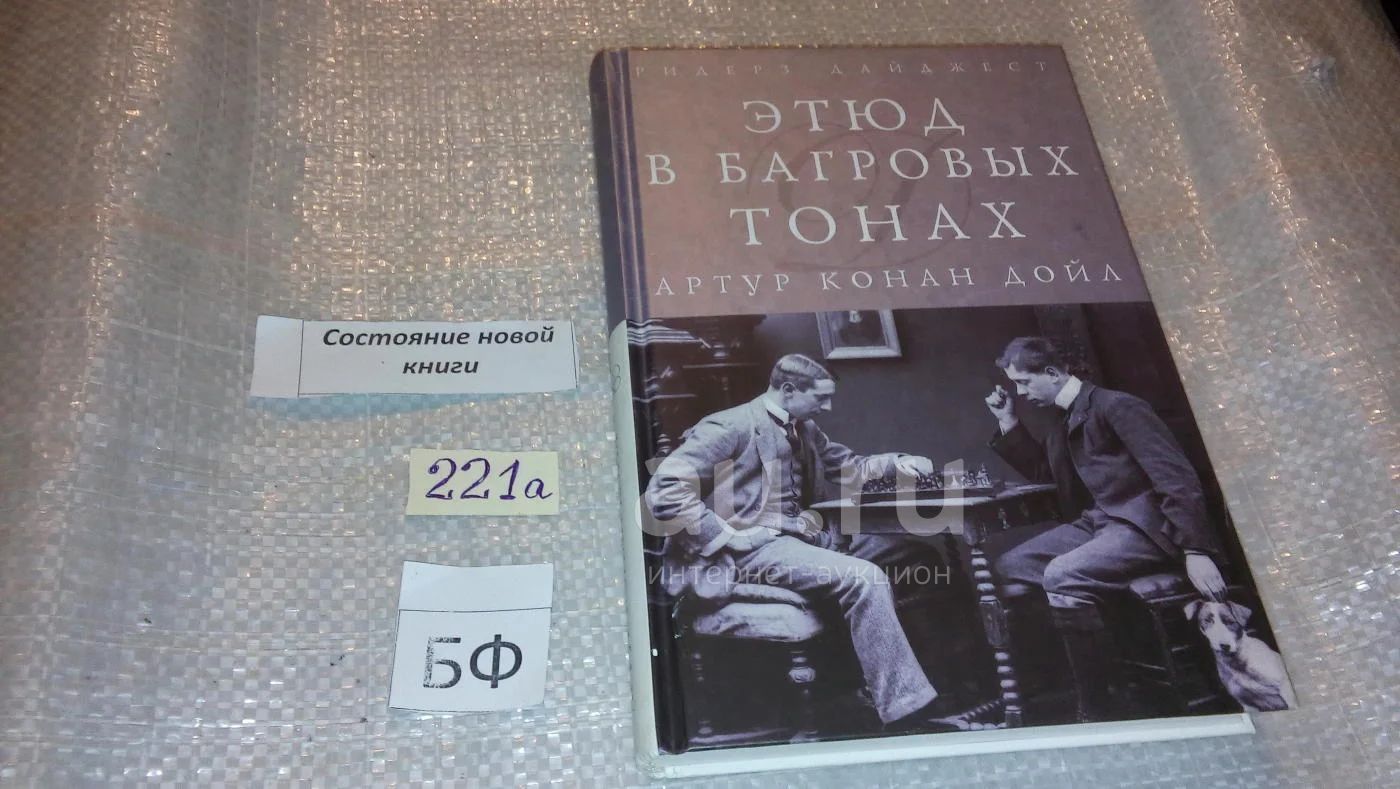 РИДЕРЗ ДАЙДЖЕСТ
ЭТЮД
В БАГРОВЫХ
ТОНАХ
АРТУР КОНАН ДОЙЛ
Состояние новой
книги
221а
БФ
au.ru
интернет-аукцион